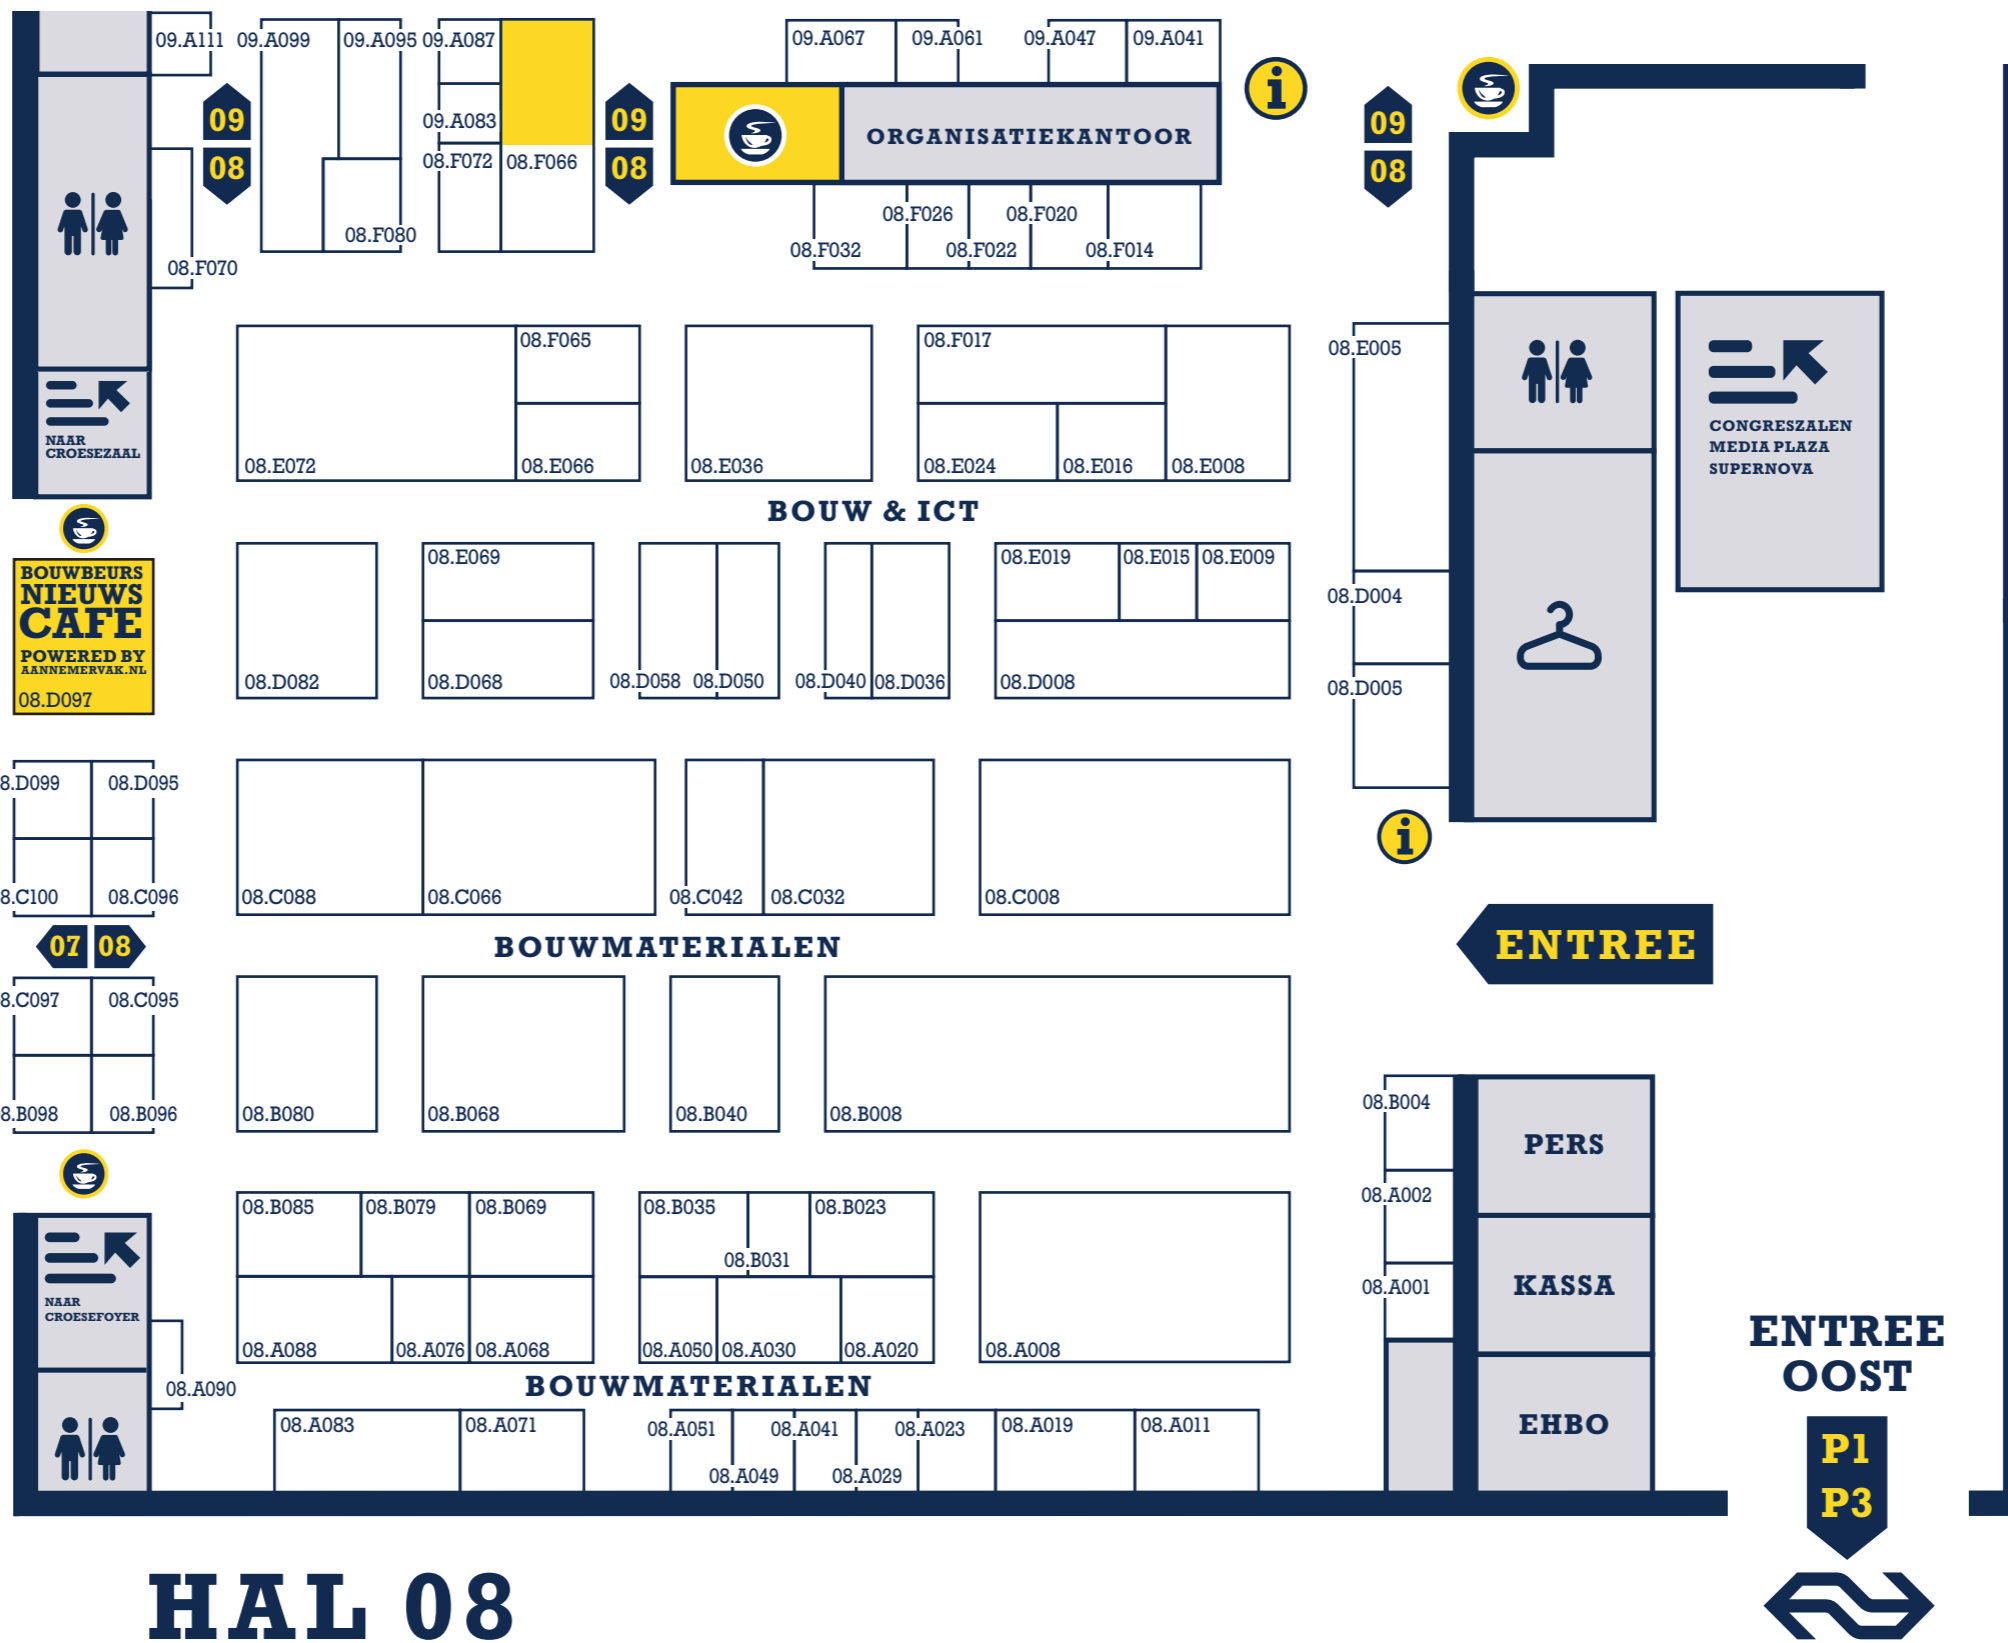 09.A111 09.A099 09.A095 09.A087 09.A067 09.A061 09.A047 09.A041
09 09.A083 09 ORGANISATIEKANTOOR 09
08 08.F072 08.F066 08 08
08.F026 08.F020
08.F080 08.F032 08.F022 08.F014
08.F070
08.F065 08.F017 08.E005
NAAR
CROESEZAAL
CONGRESZALEN
MEDIA PLAZA
SUPERNOVA
08.E072 08.E066 08.E036 08.E024 08.E016 08.E008
BOUW & ICT
08.E069 08.E019 08.E015 08.E009
BOUWBEURS
NIEUWS
CAFE
POWERED BY
AANNEMERVAK.NL
08.D097
08.D004
08.D082 08.D068 08.D058 08.D050 08.D040 08.D036 08.D008 08.D005
8.D099 08.D095
8.C100 08.C096 08.C088 08.C066 08.C042 08.C032 08.C008
07 08 BOUWMATERIALEN ENTREE
8.C097 08.C095
8.B098 08.B096 08.B080 08.B068 08.B040 08.B008 08.B004
PERS
08.B085 08.B079 08.B069 08.B035 08.B023 08.A002
08.B031
08.A001 KASSA
NAAR
CROESEFOYER
08.A088 08.A076 08.A068 08.A050 08.A030 08.A020 08.A008
ENTREE
OOST
08.A090 BOUWMATERIALEN
08.A083 08.A071 08.A051 08.A041 08.A023 08.A019 08.A011 EHBO
08.A049 08.A029
P1
P3
HAL 08